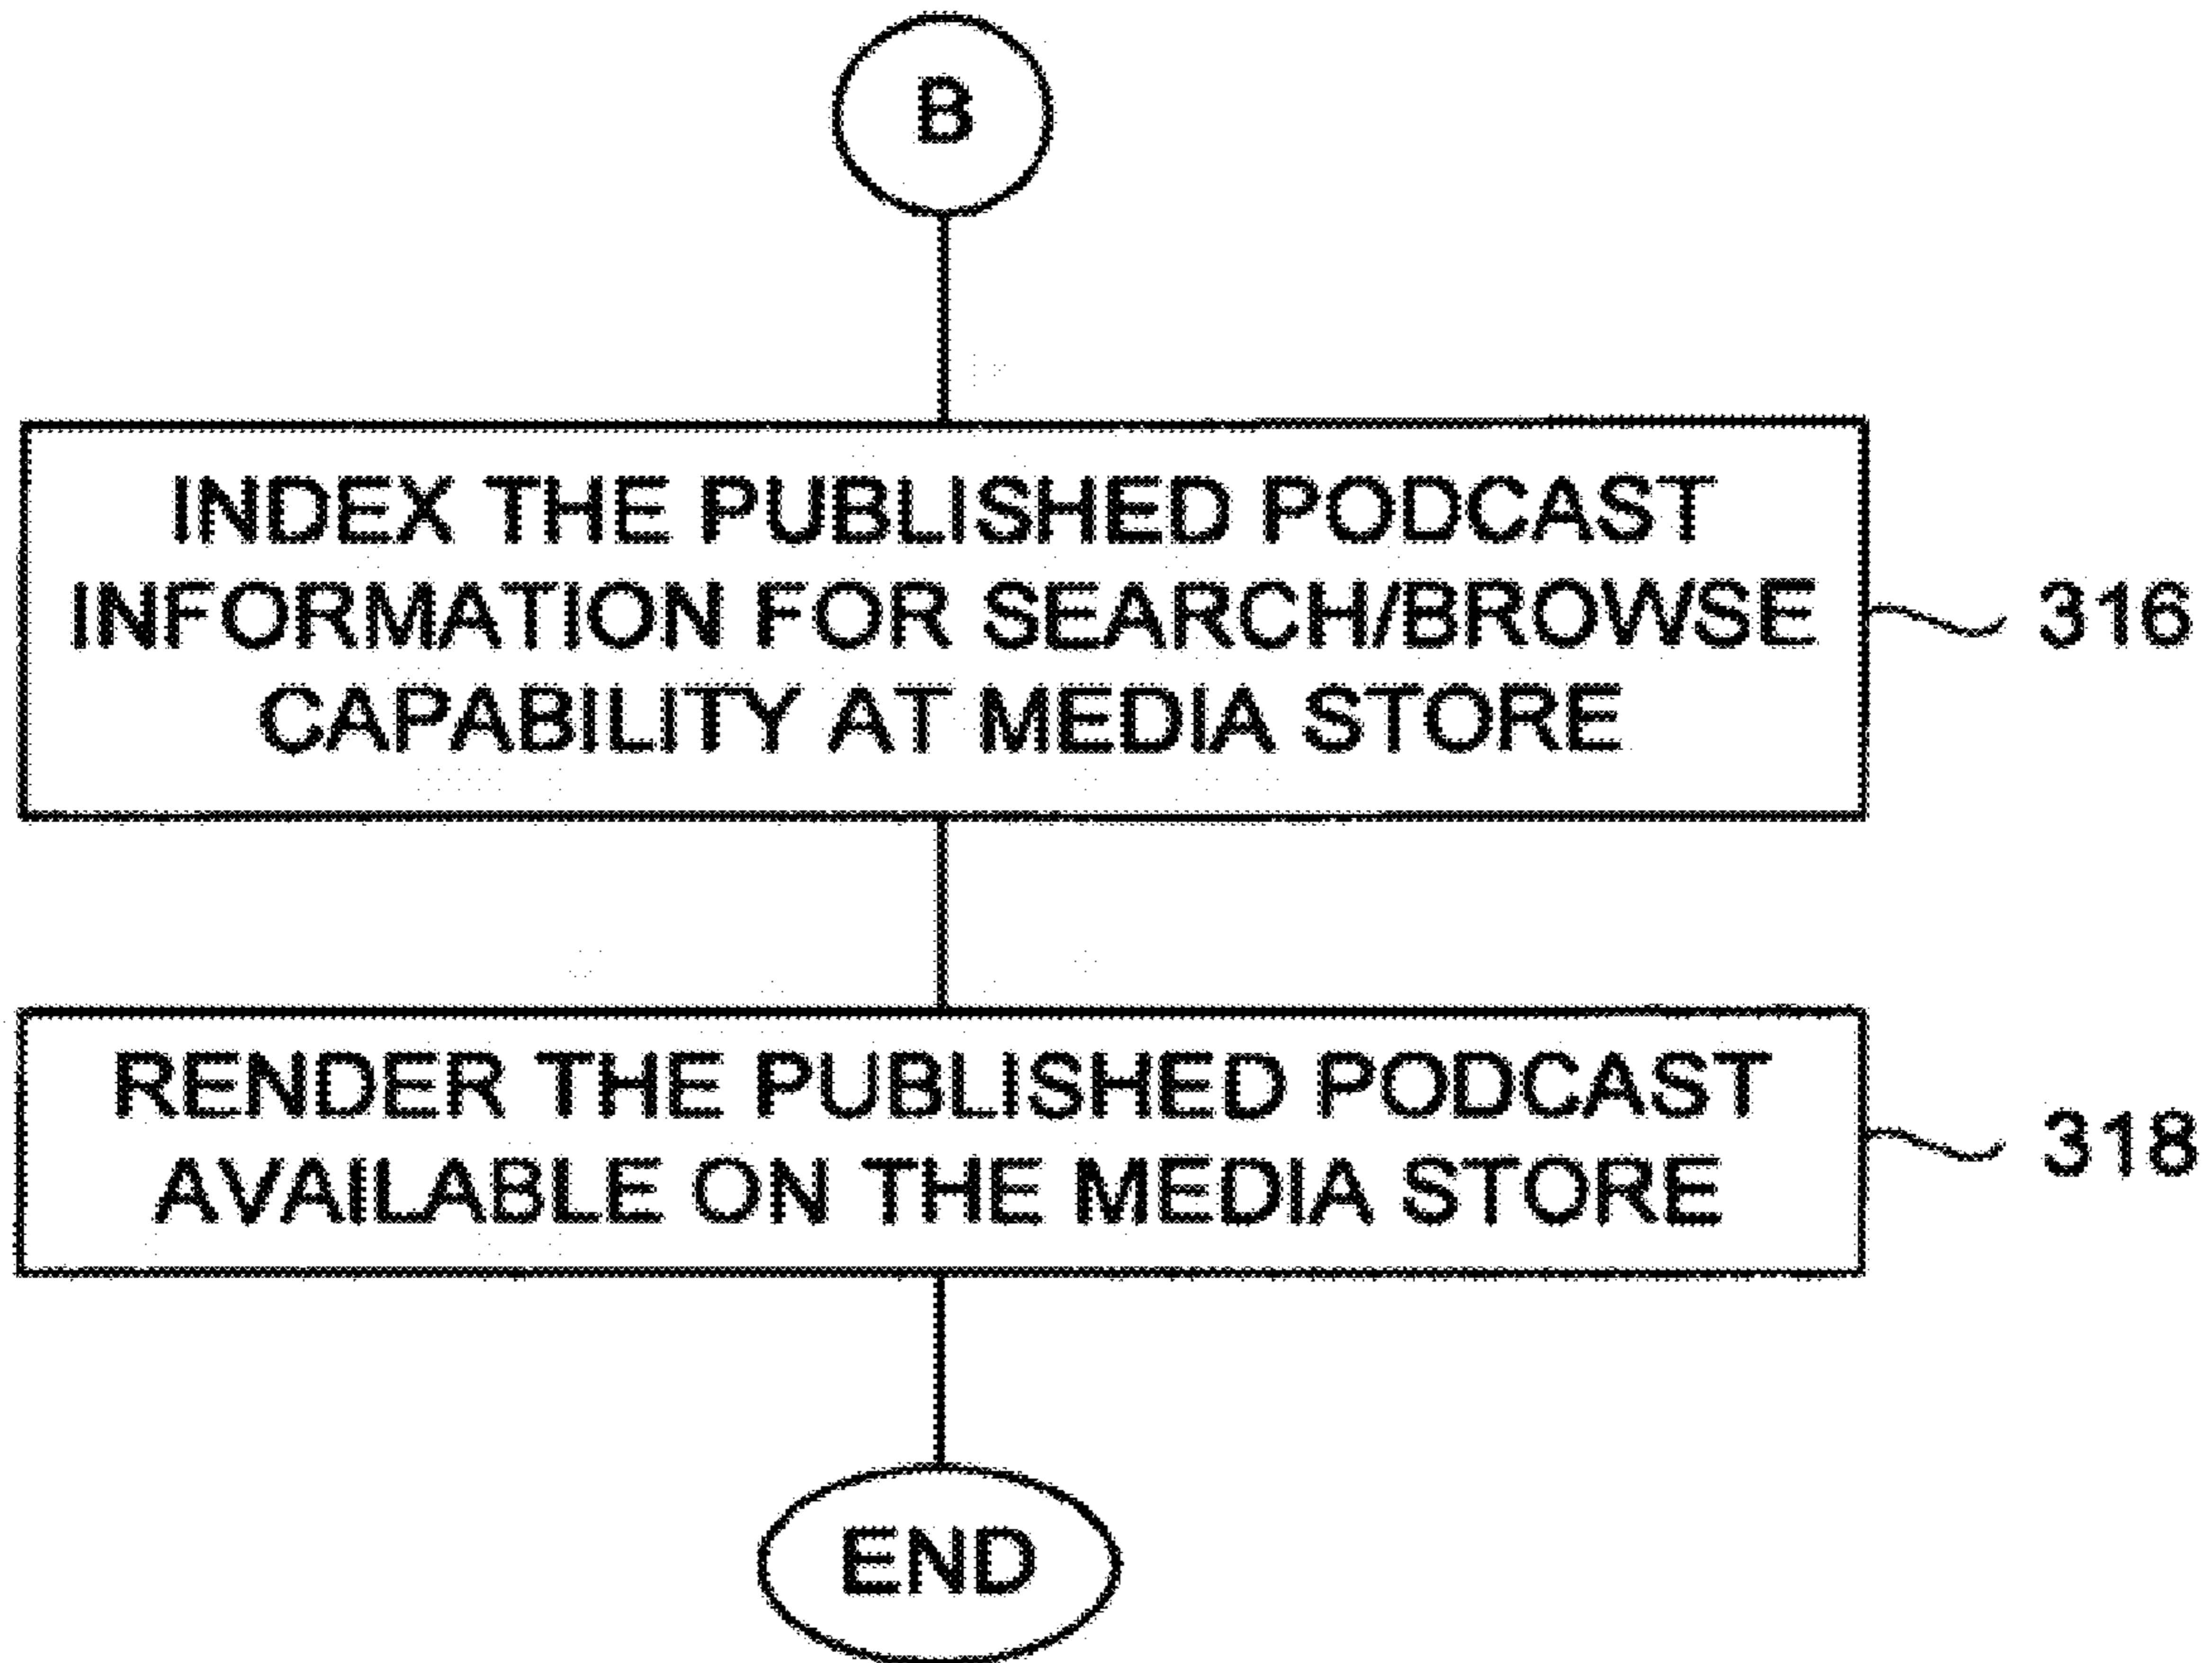 B
INDEX THE PUBLISHED PODCAST
INFORMATION FOR SEARCH/BROWSE
CAPABILITY AT MEDIA STORE
316
RENDER THE PUBLISHED PODCAST
AVAILABLE ON THE MEDIA STORE
318
END